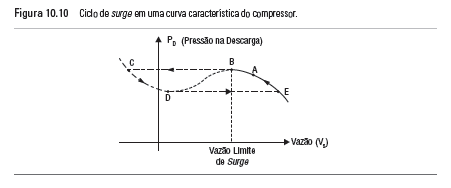 Figura 10.10 Ciclo de surge em uma curva característica do compressor.
P_D (Pressão na Descarga)
C
B
A
D
E
Vazão (V_s)
Vazão Limite
de Surge